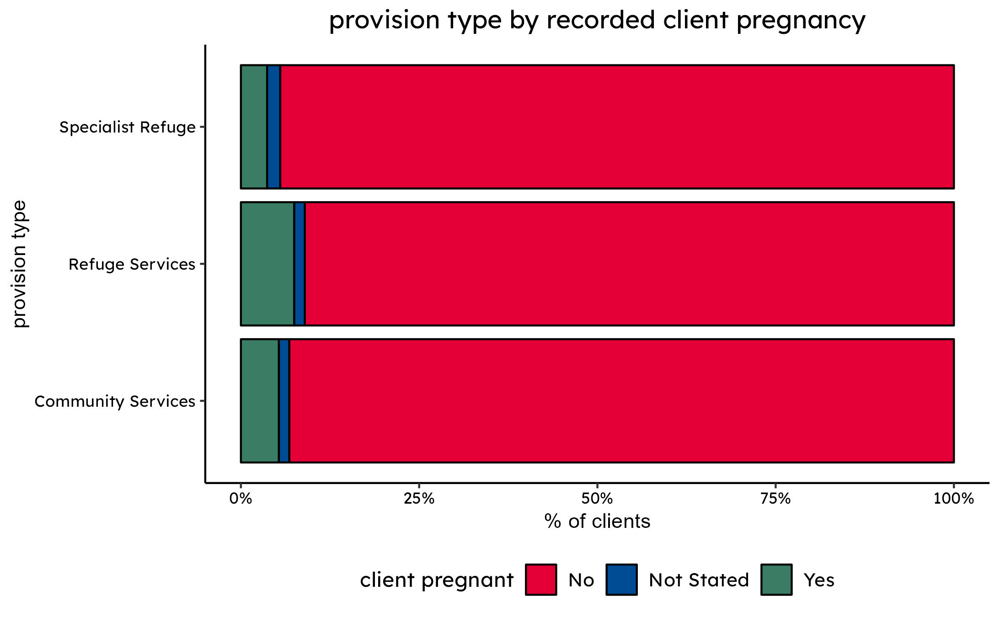 provision type by recorded client pregnancy
provision type
Specialist Refuge
Refuge Services
Community Services
0% 25% 50% 75% 100%
% of clients
client pregnant No Not Stated Yes